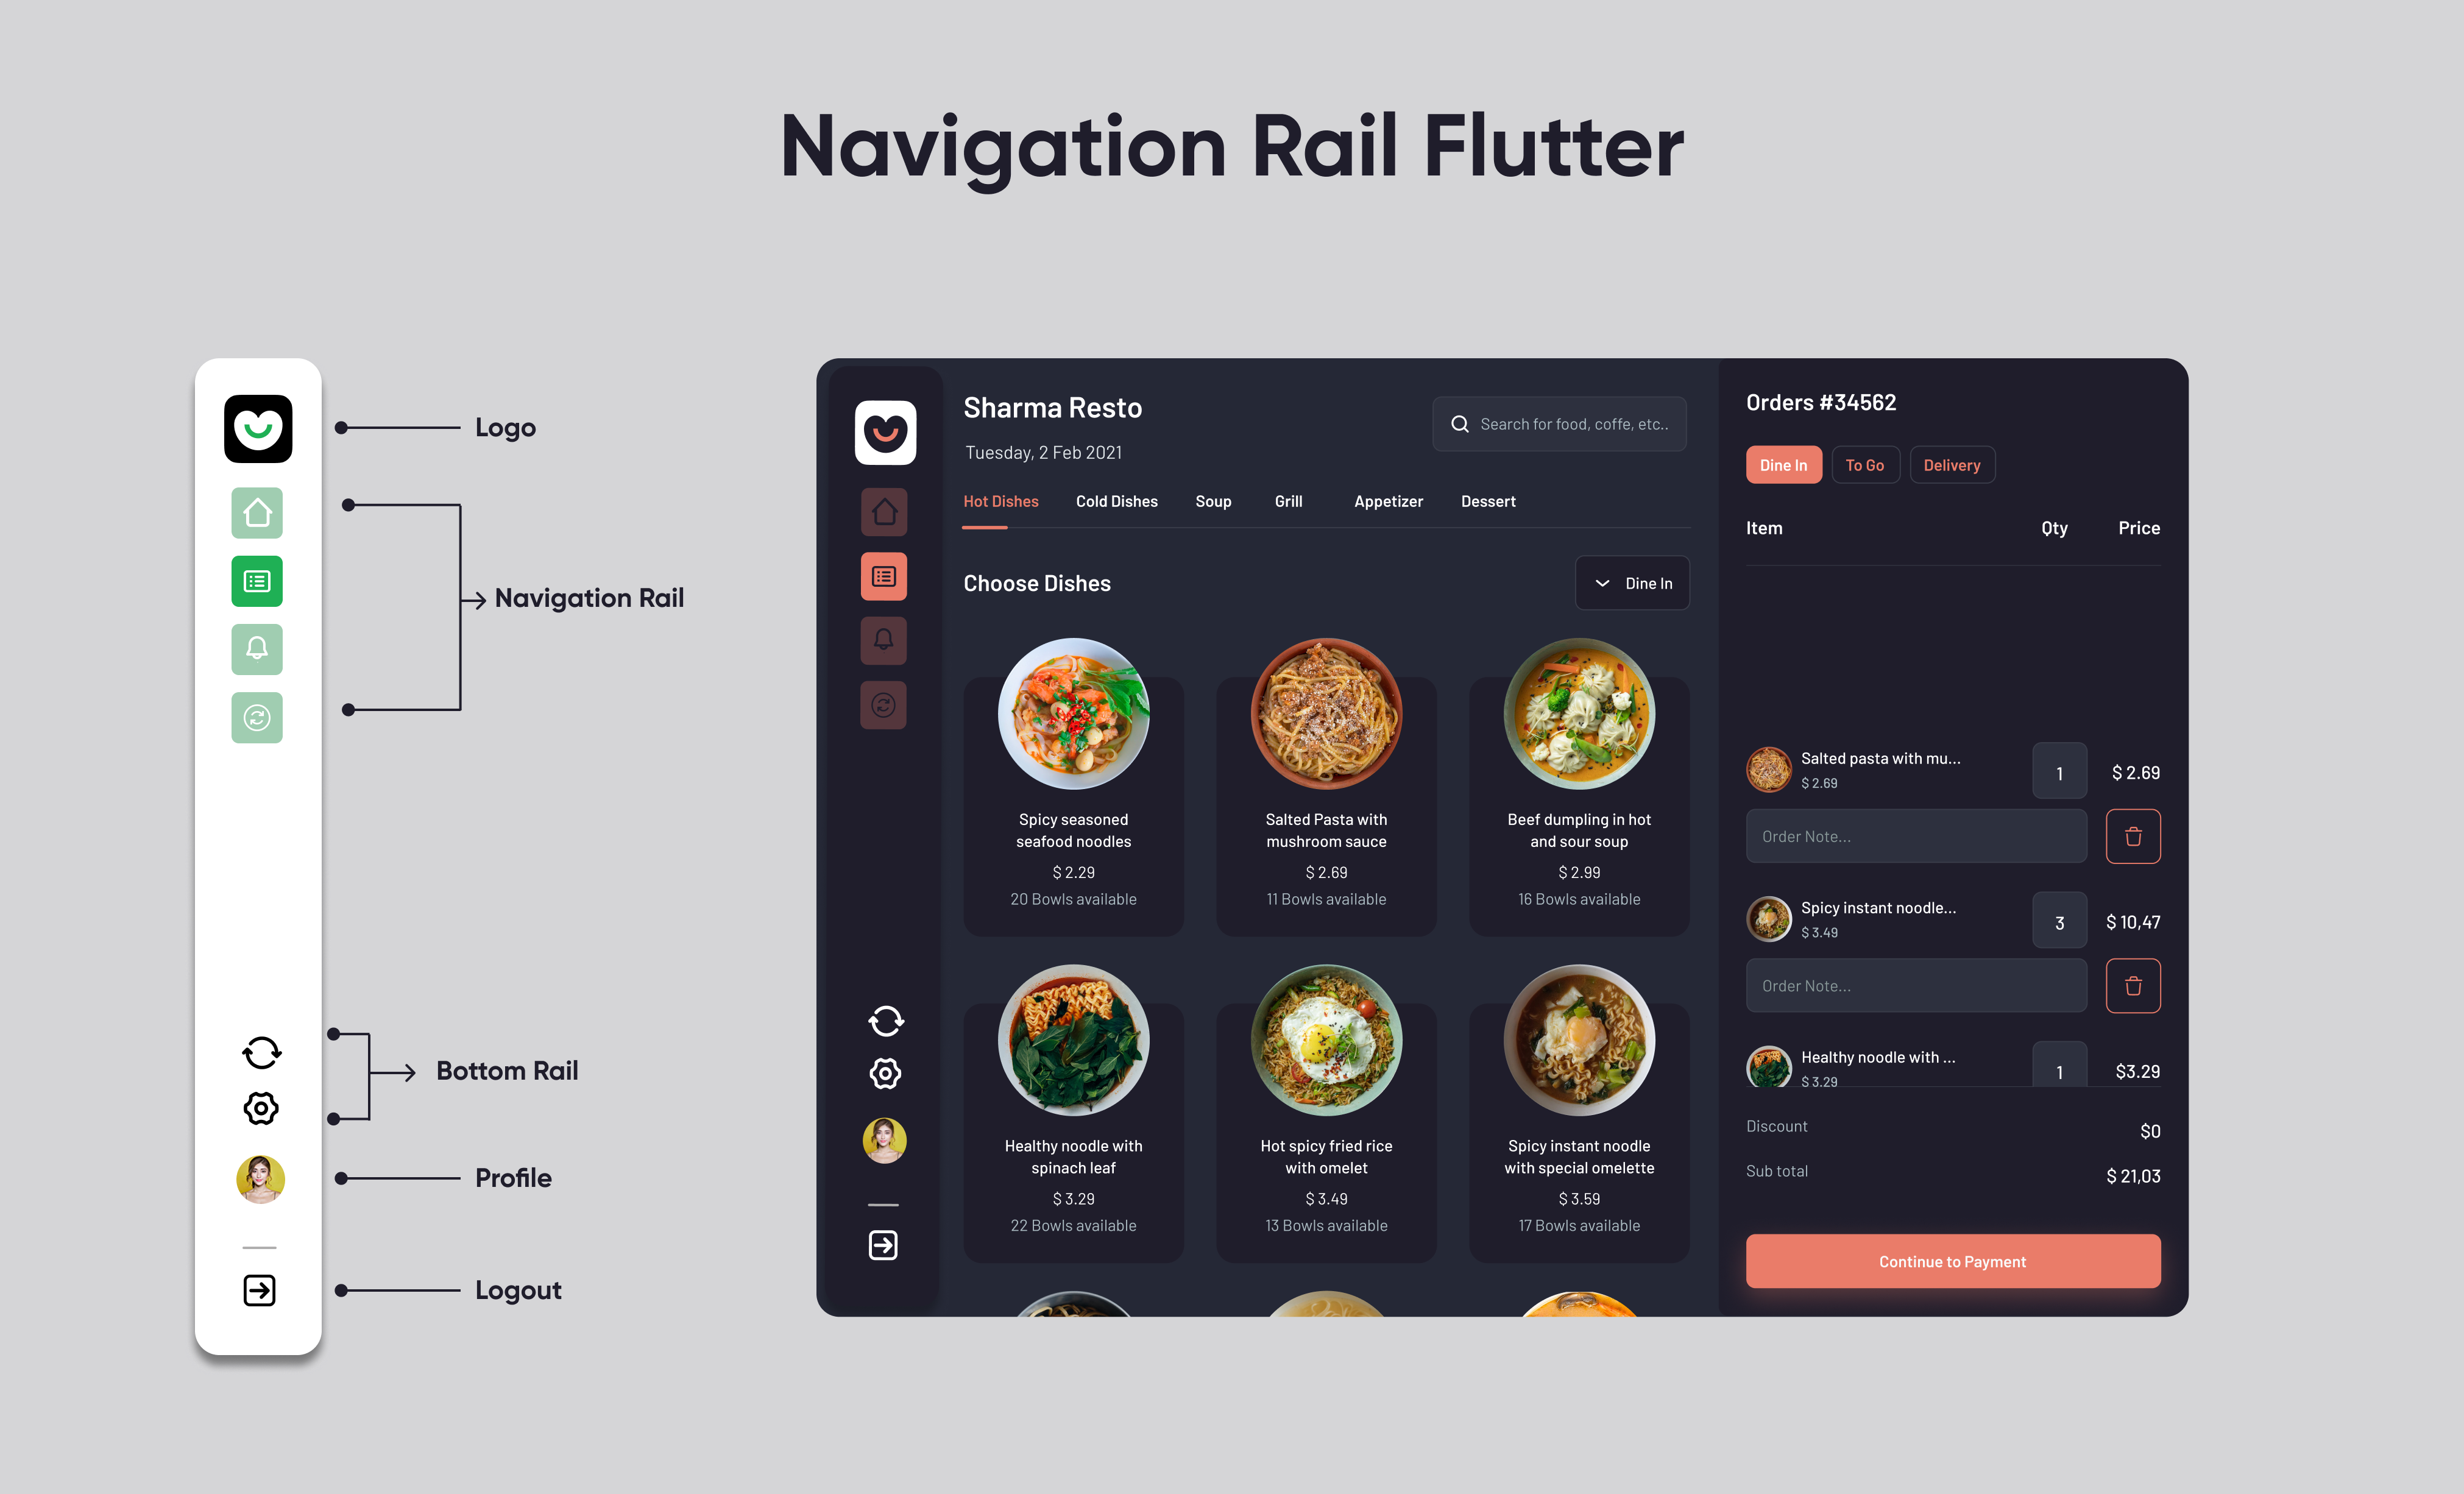 Navigation Rail Flutter
Logo
Navigation Rail
Bottom Rail
Profile
Logout
Sharma Resto
Tuesday, 2 Feb 2021
Search for food, coffe, etc..
Hot Dishes Cold Dishes Soup Grill Appetizer Dessert
Choose Dishes
Dine In
Spicy seasoned
seafood noodles
$ 2.29
20 Bowls available
Salted Pasta with
mushroom sauce
$ 2.69
11 Bowls available
Beef dumpling in hot
and sour soup
$ 2.99
16 Bowls available
Healthy noodle with
spinach leaf
$ 3.29
22 Bowls available
Hot spicy fried rice
with omelet
$ 3.49
13 Bowls available
Spicy instant noodle
with special omelette
$ 3.59
17 Bowls available
Orders #34562
Dine In To Go Delivery
Item Qty Price
Salted pasta with mu... 1 $ 2.69
$ 2.69
Order Note...
Spicy instant noodle... 3 $ 10,47
$ 3.49
Order Note...
Healthy noodle with ... 1 $3.29
$ 3.29
Discount $0
Sub total $ 21,03
Continue to Payment